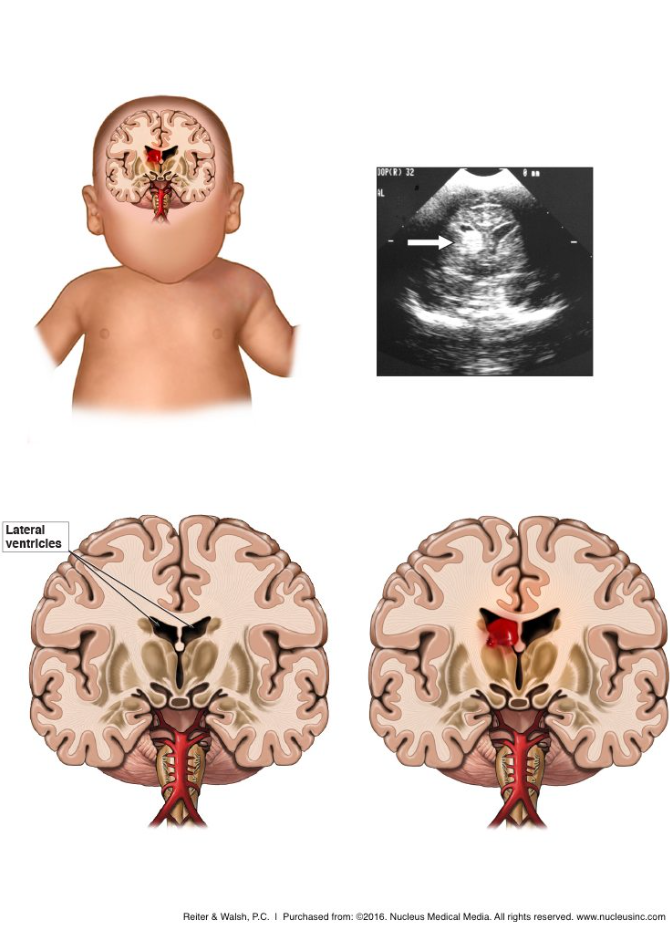 DOP(R) 32
0 mm
AL
Lateral
ventricles
Reiter & Walsh, P.C. | Purchased from: ©2016. Nucleus Medical Media. All rights reserved. www.nucleusinc.com